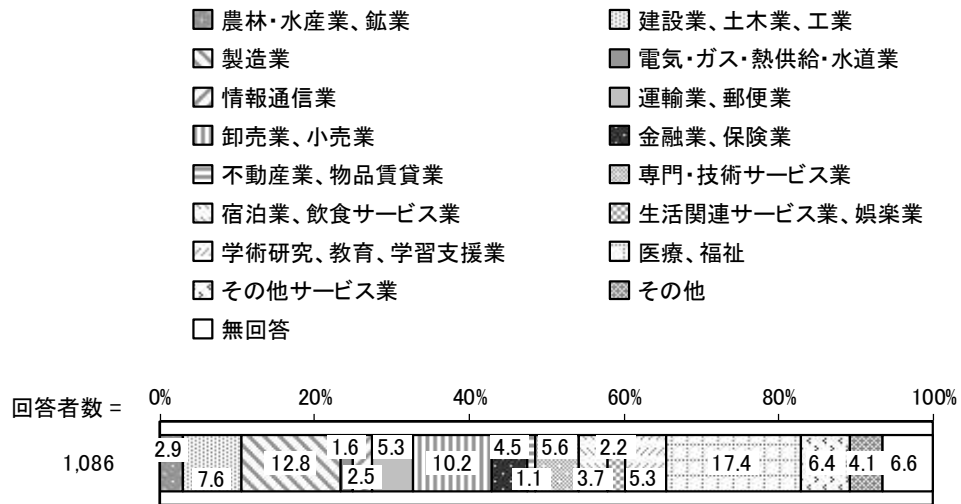 農林・水産業、鉱業 建設業、土木業、工業
製造業 電気・ガス・熱供給・水道業
情報通信業 運輸業、郵便業
卸売業、小売業 金融業、保険業
不動産業、物品賃貸業 専門・技術サービス業
宿泊業、飲食サービス業 生活関連サービス業、娯楽業
学術研究、教育、学習支援業 医療、福祉
その他サービス業 その他
無回答
回答者数 = 0% 20% 40% 60% 80% 100%
1,086 2.9 7.6 12.8 1.6 2.5 5.3 10.2 4.5 1.1 5.6 3.7 2.2 5.3 17.4 6.4 4.1 6.6